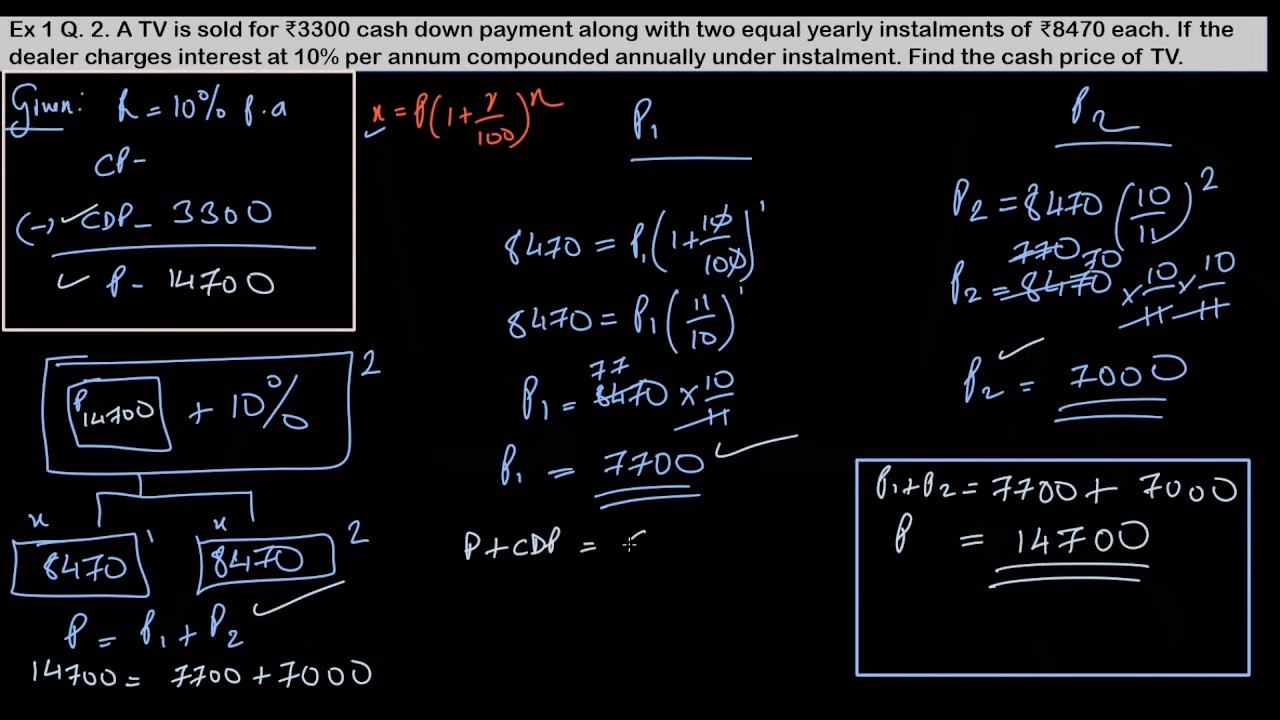 Ex 1 Q. 2. A TV is sold for ₹3300 cash down payment along with two equal yearly instalments of ₹8470 each. If the
dealer charges interest at 10% per annum compounded annually under instalment. Find the cash price of TV.
Given: r = 10% p.a
CP-
(-) ✓ CDP- 3300
✓ P- 14700
x = P(1+r/100)^n
P 14700 + 10% 2
x x
8470 1 8470 2
P = P1 + P2
14700 = 7700 + 7000
P1
8470 = P1(1+10/100)^1
8470 = P1(11/10)^1
77
P1 = 8470 × 10/11
P1 = 7700
P+CDP =
P2
P2 = 8470 (10/11)^2
770 70
P2 = 8470 × 10/11 × 10/11
P2 = 7000
P1+P2 = 7700 + 7000
P = 14700